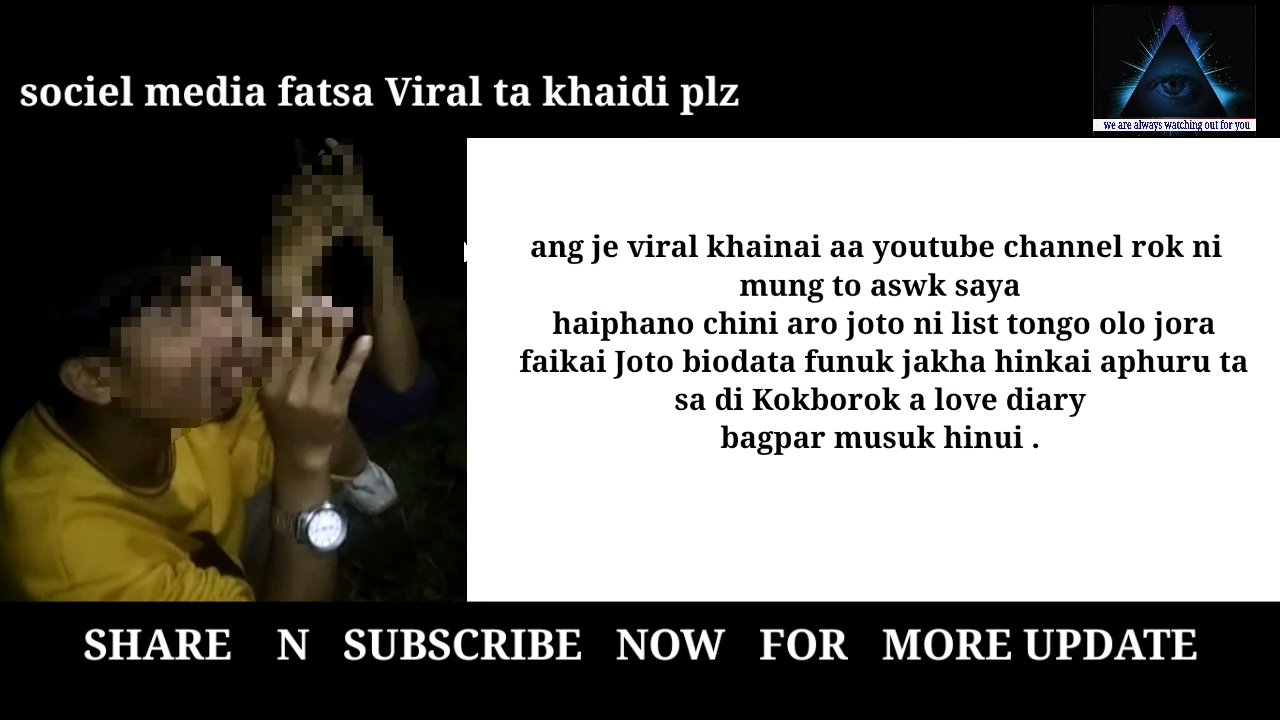 sociel media fatsa Viral ta khaidi plz
we are always watching out for you
ang je viral khainai aa youtube channel rok ni
mung to aswk saya
haiphano chini aro joto ni list tongo olo jora
faikai Joto biodata funuk jakha hinkai aphuru ta
sa di Kokborok a love diary
bagpar musuk hinui .
SHARE N SUBSCRIBE NOW FOR MORE UPDATE